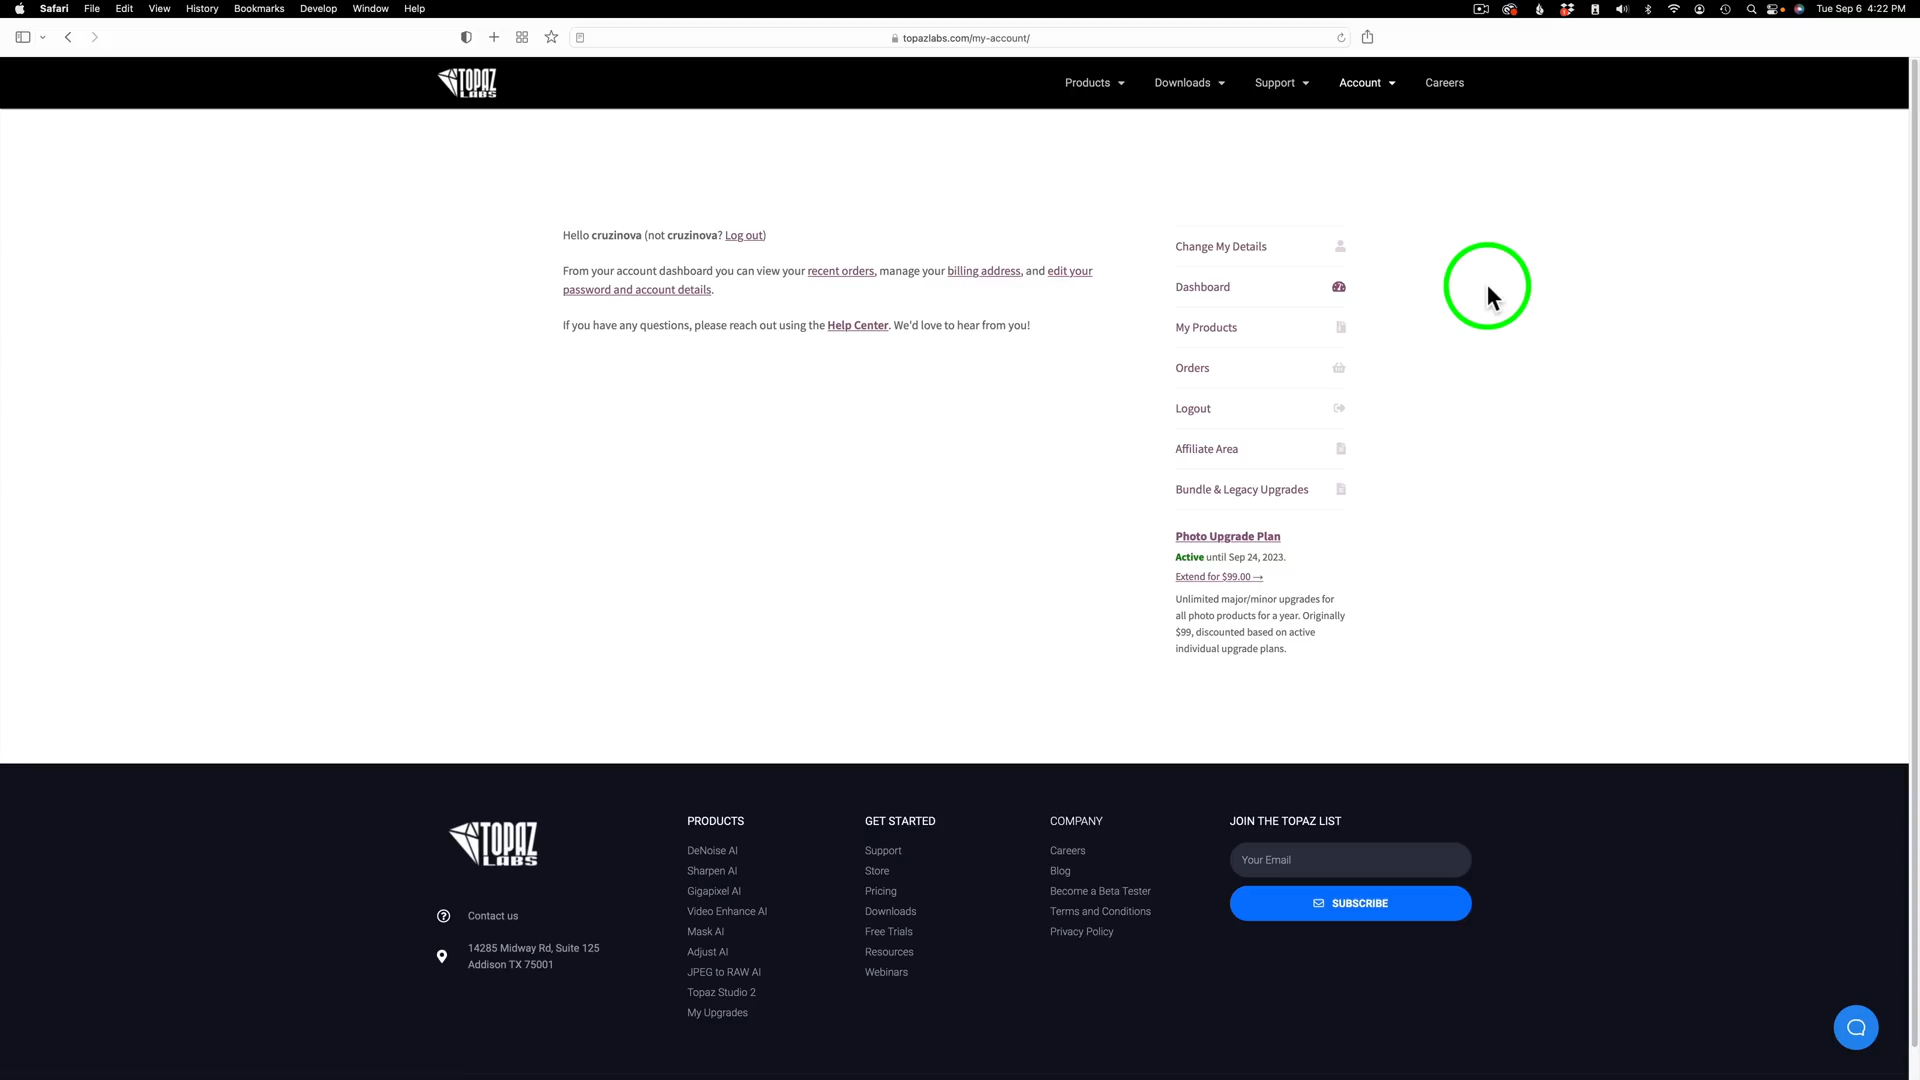 Safari File Edit View History Bookmarks Develop Window Help Tue Sep 6 4:22 PM
topazlabs.com/my-account/
TOPAZ LABS
Products Downloads Support Account Careers
Hello cruzinova (not cruzinova? Log out)
From your account dashboard you can view your recent orders, manage your billing address, and edit your
password and account details.
If you have any questions, please reach out using the Help Center. We'd love to hear from you!
Change My Details
Dashboard
My Products
Orders
Logout
Affiliate Area
Bundle & Legacy Upgrades
Photo Upgrade Plan
Active until Sep 24, 2023.
Extend for $99.00 →
Unlimited major/minor upgrades for
all photo products for a year. Originally
$99, discounted based on active
individual upgrade plans.
TOPAZ LABS
Contact us
14285 Midway Rd, Suite 125
Addison TX 75001
PRODUCTS
DeNoise AI
Sharpen AI
Gigapixel AI
Video Enhance AI
Mask AI
Adjust AI
JPEG to RAW AI
Topaz Studio 2
My Upgrades
GET STARTED
Support
Store
Pricing
Downloads
Free Trials
Resources
Webinars
COMPANY
Careers
Blog
Become a Beta Tester
Terms and Conditions
Privacy Policy
JOIN THE TOPAZ LIST
Your Email
SUBSCRIBE